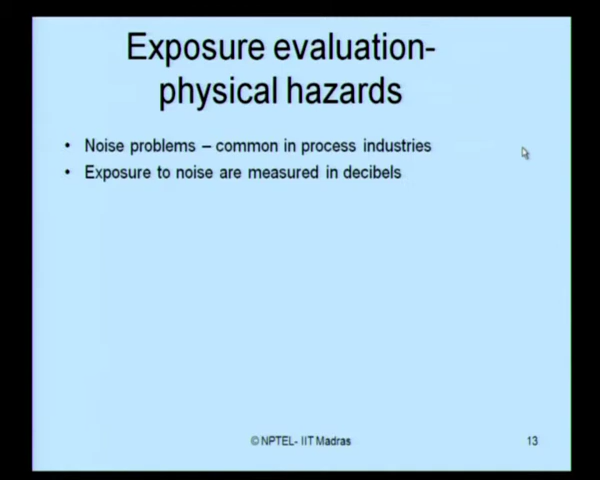 Exposure evaluation-
physical hazards
• Noise problems – common in process industries
• Exposure to noise are measured in decibels
© NPTEL- IIT Madras
13